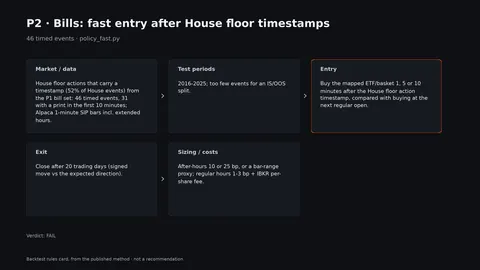 P2 · Bills: fast entry after House floor timestamps
46 timed events · policy_fast.py
Market / data
House floor actions that carry a
timestamp (52% of House events) from
the P1 bill set: 46 timed events, 31
with a print in the first 10 minutes;
Alpaca 1-minute SIP bars incl. extended
hours.
›
Test periods
2016-2025; too few events for an IS/OOS
split.
›
Entry
Buy the mapped ETF/basket 1, 5 or 10
minutes after the House floor action
timestamp, compared with buying at the
next regular open.
Exit
Close after 20 trading days (signed
move vs the expected direction).
›
Sizing / costs
After-hours 10 or 25 bp, or a bar-range
proxy; regular hours 1-3 bp + IBKR per-
share fee.
Verdict: FAIL
Backtest rules card, from the published method · not a recommendation.